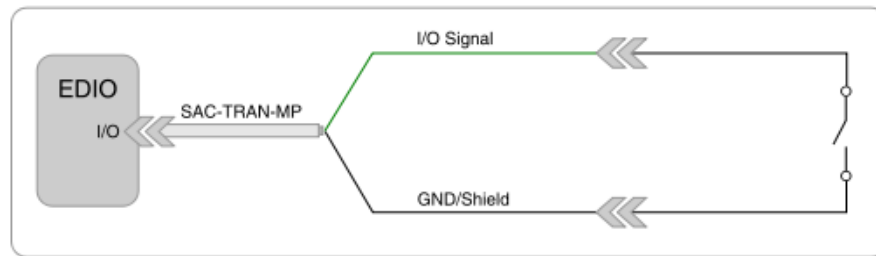 I/O Signal
EDIO
SAC-TRAN-MP
I/O
GND/Shield